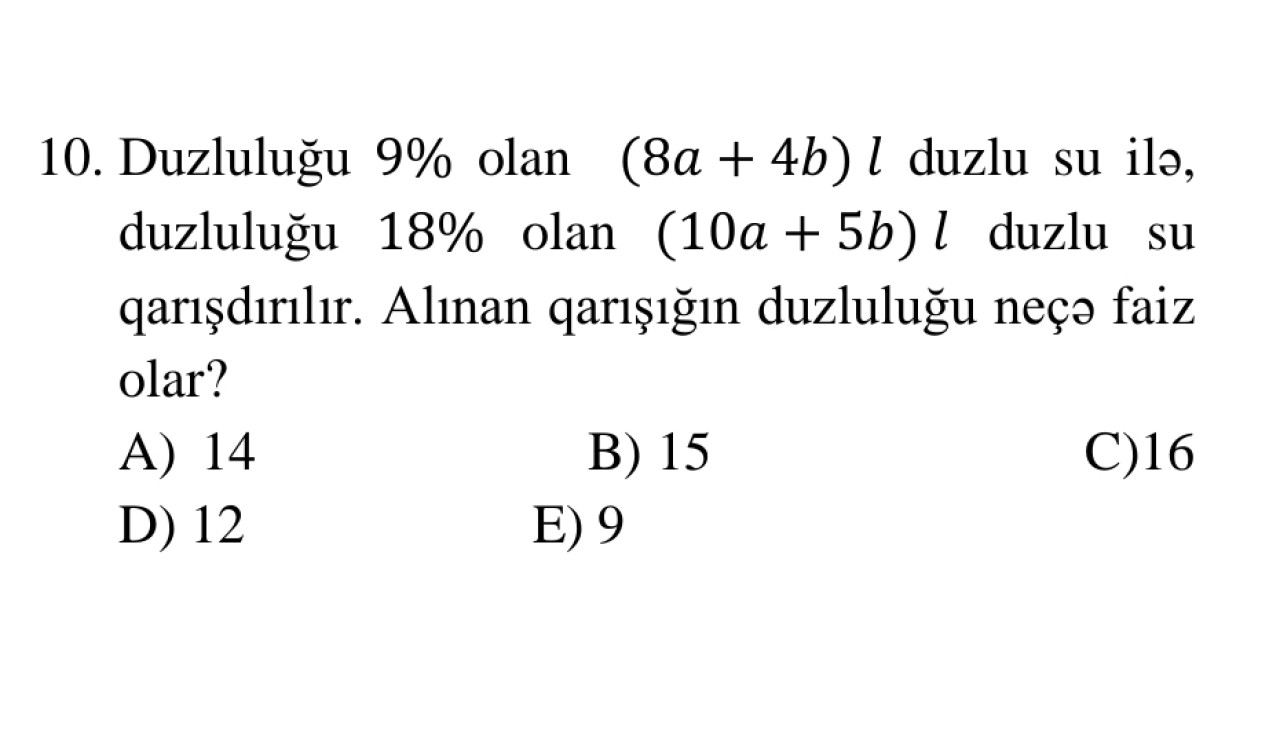 10. Duzluluğu 9% olan (8a + 4b) l duzlu su ilə,
duzluluğu 18% olan (10a + 5b) l duzlu su
qarışdırılır. Alınan qarışığın duzluluğu neçə faiz
olar?
A) 14 B) 15 C)16
D) 12 E) 9